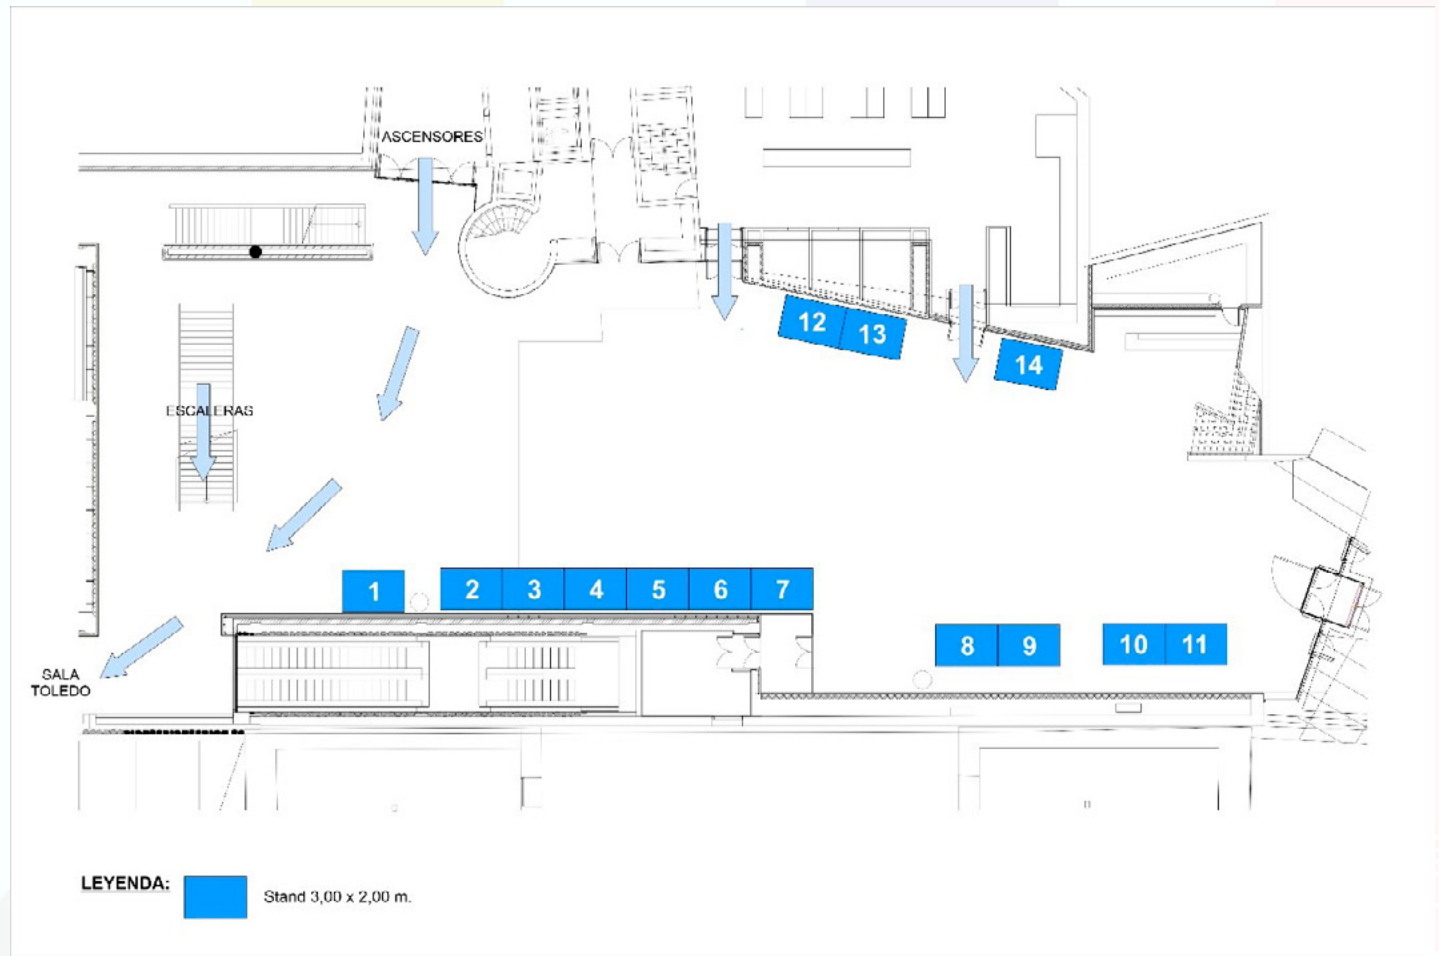 ASCENSORES
12
13
14
ESCALERAS
1
2
3
4
5
6
7
8
9
10
11
SALA
TOLEDO
LEYENDA:
Stand 3,00 x 2,00 m.